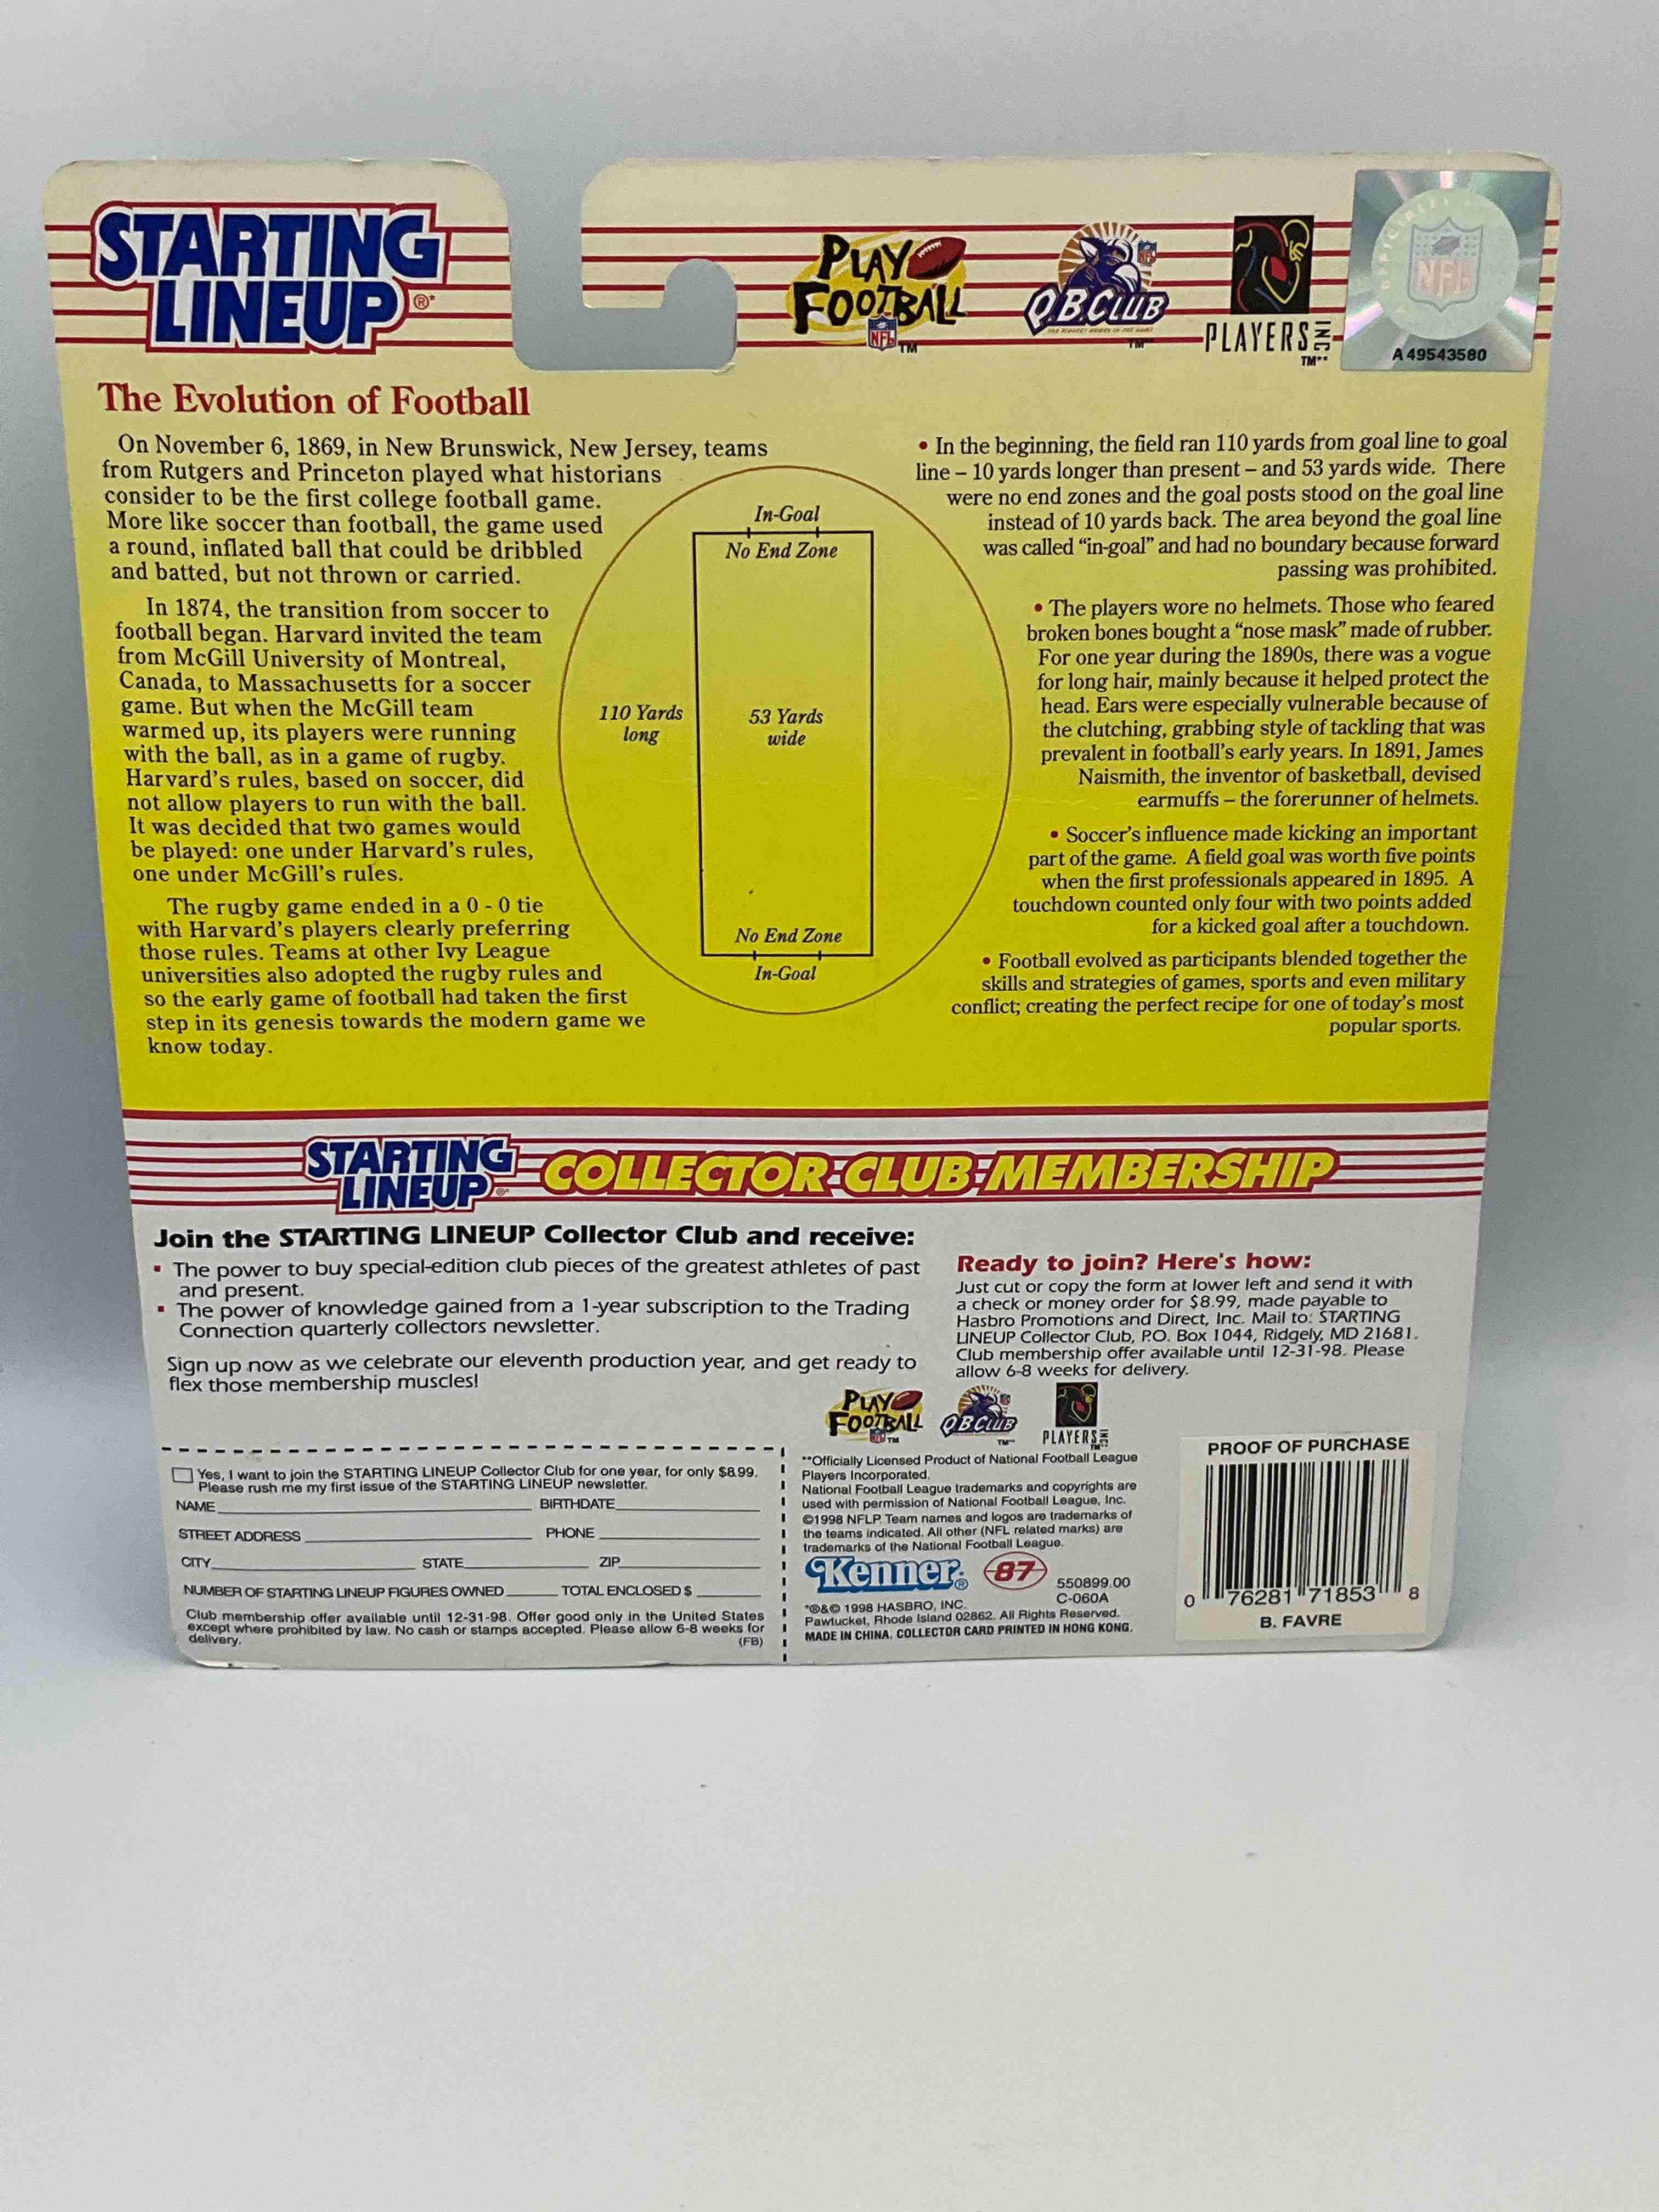 STARTING
LINEUP®*
PLAY
FOOTBALL
NFL
TM
NFL
Q.B.CLUB
THE BIGGEST NAMES IN THE GAME
TM**
PLAYERS INC
TM**
NFL
A 49543580
The Evolution of Football
On November 6, 1869, in New Brunswick, New Jersey, teams
from Rutgers and Princeton played what historians
consider to be the first college football game.
More like soccer than football, the game used
a round, inflated ball that could be dribbled
and batted, but not thrown or carried.
In 1874, the transition from soccer to
football began. Harvard invited the team
from McGill University of Montreal,
Canada, to Massachusetts for a soccer
game. But when the McGill team
warmed up, its players were running
with the ball, as in a game of rugby.
Harvard's rules, based on soccer, did
not allow players to run with the ball.
It was decided that two games would
be played: one under Harvard's rules,
one under McGill's rules.
The rugby game ended in a 0 - 0 tie
with Harvard's players clearly preferring
those rules. Teams at other Ivy League
universities also adopted the rugby rules and
so the early game of football had taken the first
step in its genesis towards the modern game we
know today.
In-Goal
No End Zone
110 Yards
long
53 Yards
wide
No End Zone
In-Goal
• In the beginning, the field ran 110 yards from goal line to goal
line – 10 yards longer than present – and 53 yards wide. There
were no end zones and the goal posts stood on the goal line
instead of 10 yards back. The area beyond the goal line
was called “in-goal” and had no boundary because forward
passing was prohibited.
• The players wore no helmets. Those who feared
broken bones bought a “nose mask” made of rubber.
For one year during the 1890s, there was a vogue
for long hair, mainly because it helped protect the
head. Ears were especially vulnerable because of
the clutching, grabbing style of tackling that was
prevalent in football's early years. In 1891, James
Naismith, the inventor of basketball, devised
earmuffs – the forerunner of helmets.
• Soccer's influence made kicking an important
part of the game. A field goal was worth five points
when the first professionals appeared in 1895. A
touchdown counted only four with two points added
for a kicked goal after a touchdown.
• Football evolved as participants blended together the
skills and strategies of games, sports and even military
conflict; creating the perfect recipe for one of today's most
popular sports.
STARTING
LINEUP®*
COLLECTOR CLUB MEMBERSHIP
Join the STARTING LINEUP Collector Club and receive:
▪ The power to buy special-edition club pieces of the greatest athletes of past
and present.
▪ The power of knowledge gained from a 1-year subscription to the Trading
Connection quarterly collectors newsletter.
Sign up now as we celebrate our eleventh production year, and get ready to
flex those membership muscles!
Ready to join? Here's how:
Just cut or copy the form at lower left and send it with
a check or money order for $8.99, made payable to
Hasbro Promotions and Direct, Inc. Mail to: STARTING
LINEUP Collector Club, P.O. Box 1044, Ridgely, MD 21681.
Club membership offer available until 12-31-98. Please
allow 6-8 weeks for delivery.
PLAY
FOOTBALL
TM
Q.B.CLUB
TM**
PLAYERS INC
TM**
Yes, I want to join the STARTING LINEUP Collector Club for one year, for only $8.99.
Please rush me my first issue of the STARTING LINEUP newsletter.
NAME BIRTHDATE
STREET ADDRESS PHONE
CITY STATE ZIP
NUMBER OF STARTING LINEUP FIGURES OWNED TOTAL ENCLOSED $
Club membership offer available until 12-31-98. Offer good only in the United States
except where prohibited by law. No cash or stamps accepted. Please allow 6-8 weeks for
delivery. (FB)
**Officially Licensed Product of National Football League
Players Incorporated.
National Football League trademarks and copyrights are
used with permission of National Football League, Inc.
©1998 NFLP. Team names and logos are trademarks of
the teams indicated. All other (NFL related marks) are
trademarks of the National Football League.
Kenner® 87
550899.00
C-060A
*®&© 1998 HASBRO, INC.
Pawtucket, Rhode Island 02862. All Rights Reserved.
MADE IN CHINA. COLLECTOR CARD PRINTED IN HONG KONG.
PROOF OF PURCHASE
0 76281 71853 8
B. FAVRE